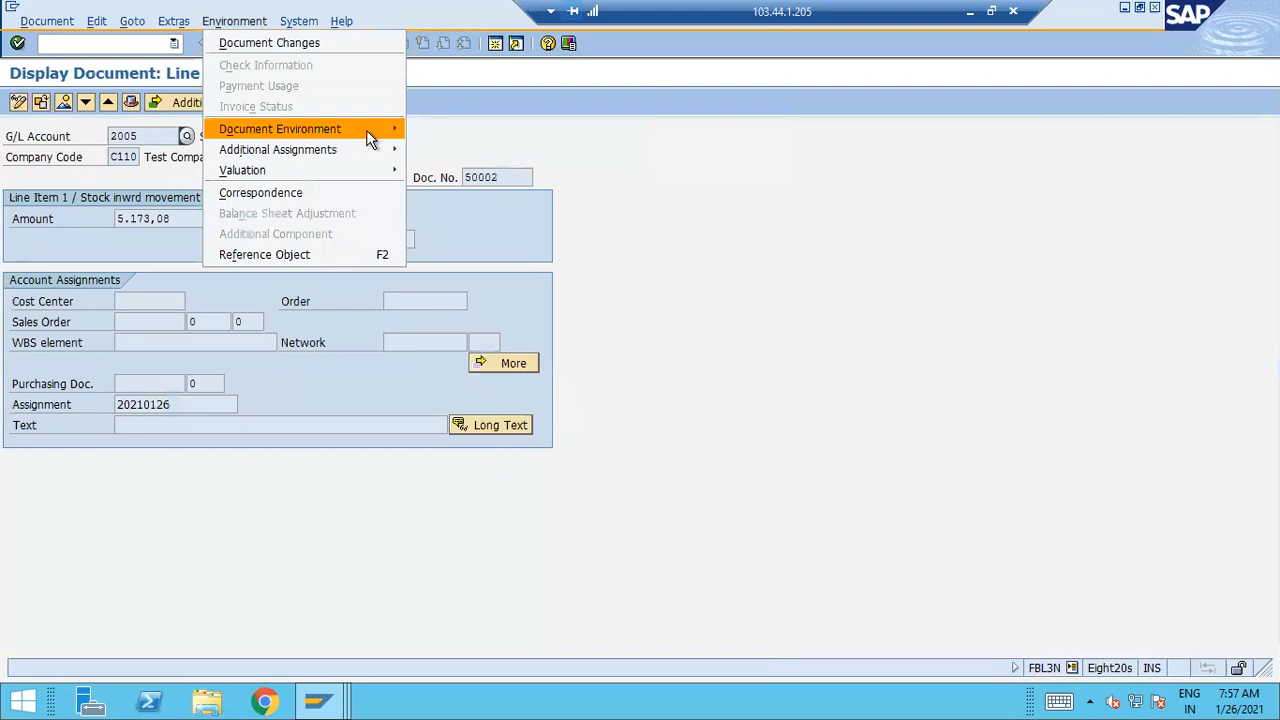 Document Edit Goto Extras Environment System Help
103.44.1.205
SAP
Document Changes
Display Document: Line
Check Information
Payment Usage
Additi
Invoice Status
G/L Account 2005
Document Environment
Company Code C110 Test Compa
Additional Assignments
Valuation
Doc. No. 50002
Line Item 1 / Stock inwrd movement
Correspondence
Amount 5.173,08
Balance Sheet Adjustment
Additional Component
Reference Object F2
Account Assignments
Cost Center Order
Sales Order 0 0
WBS element Network
More
Purchasing Doc. 0
Assignment 20210126
Text Long Text
FBL3N Eight20s INS
ENG 7:57 AM
IN 1/26/2021